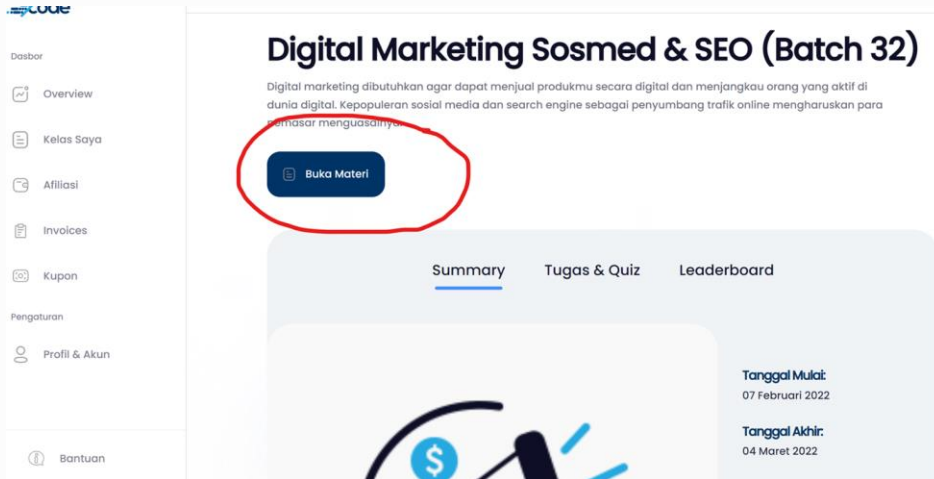 Dasbor
Overview
Kelas Saya
Afiliasi
Invoices
Kupon
Pengaturan
Profil & Akun
Bantuan
Digital Marketing Sosmed & SEO (Batch 32)
Digital marketing dibutuhkan agar dapat menjual produkmu secara digital dan menjangkau orang yang aktif di
dunia digital. Kepopuleran sosial media dan search engine sebagai penyumbang trafik online mengharuskan para
pemasar menguasainya.
Buka Materi
Summary Tugas & Quiz Leaderboard
Tanggal Mulai:
07 Februari 2022
Tanggal Akhir:
04 Maret 2022
$